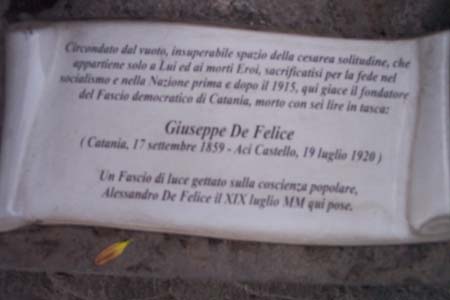 Circondato dal vuoto, insuperabile spazio della cesarea solitudine, che
appartiene solo a Lui ed ai morti Eroi, sacrificatisi per la fede nel
socialismo e nella Nazione prima e dopo il 1915, qui giace il fondatore
del Fascio democratico di Catania, morto con sei lire in tasca:
Giuseppe De Felice
( Catania, 17 settembre 1859 - Aci Castello, 19 luglio 1920 )
Un Fascio di luce gettato sulla coscienza popolare,
Alessandro De Felice il XIX luglio MM qui pose.